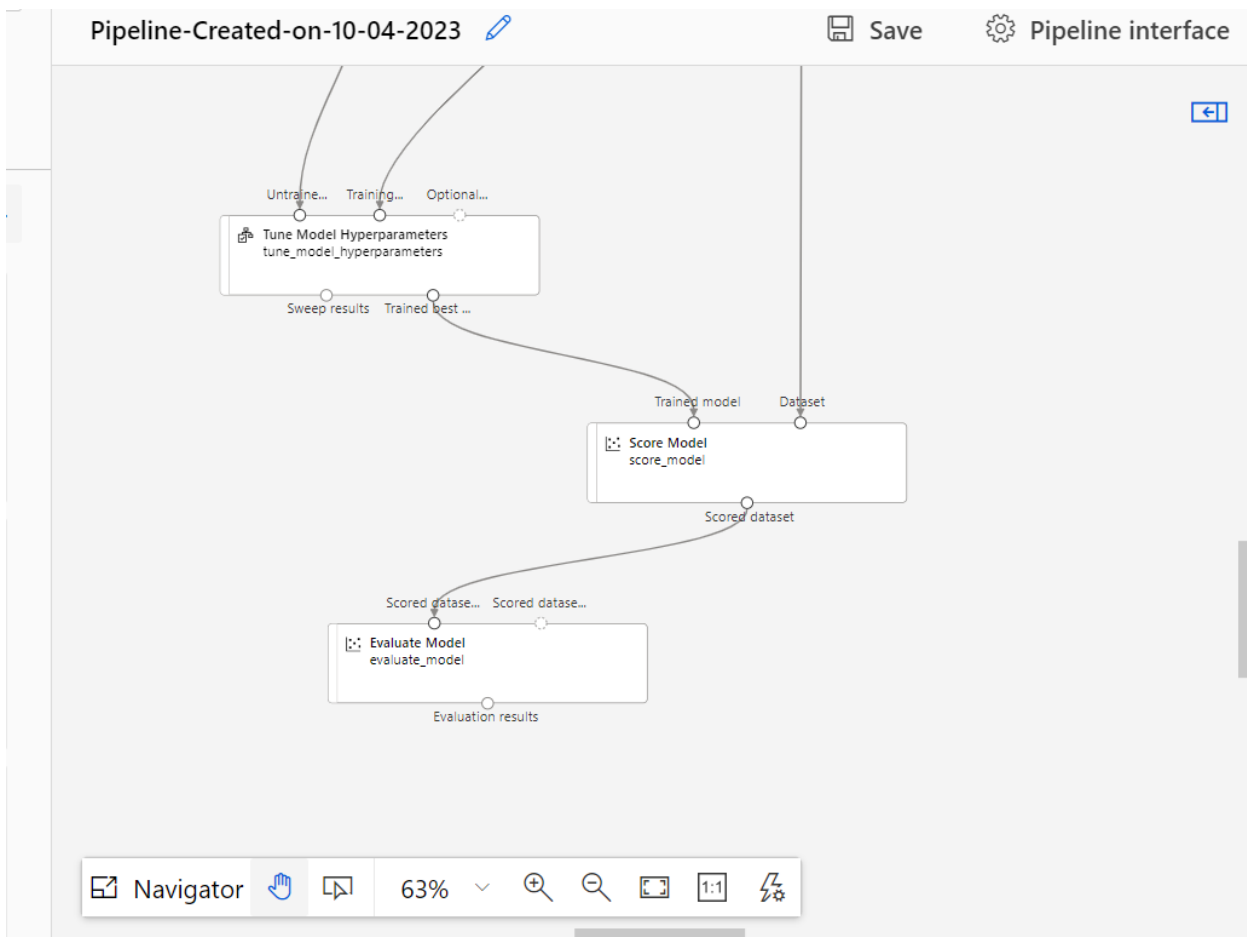 Pipeline-Created-on-10-04-2023
Save
Pipeline interface
Untraine... Training... Optional...
Tune Model Hyperparameters
tune_model_hyperparameters
Sweep results Trained best ...
Trained model Dataset
Score Model
score_model
Scored dataset
Scored datase... Scored datase...
Evaluate Model
evaluate_model
Evaluation results
Navigator 63% 1:1